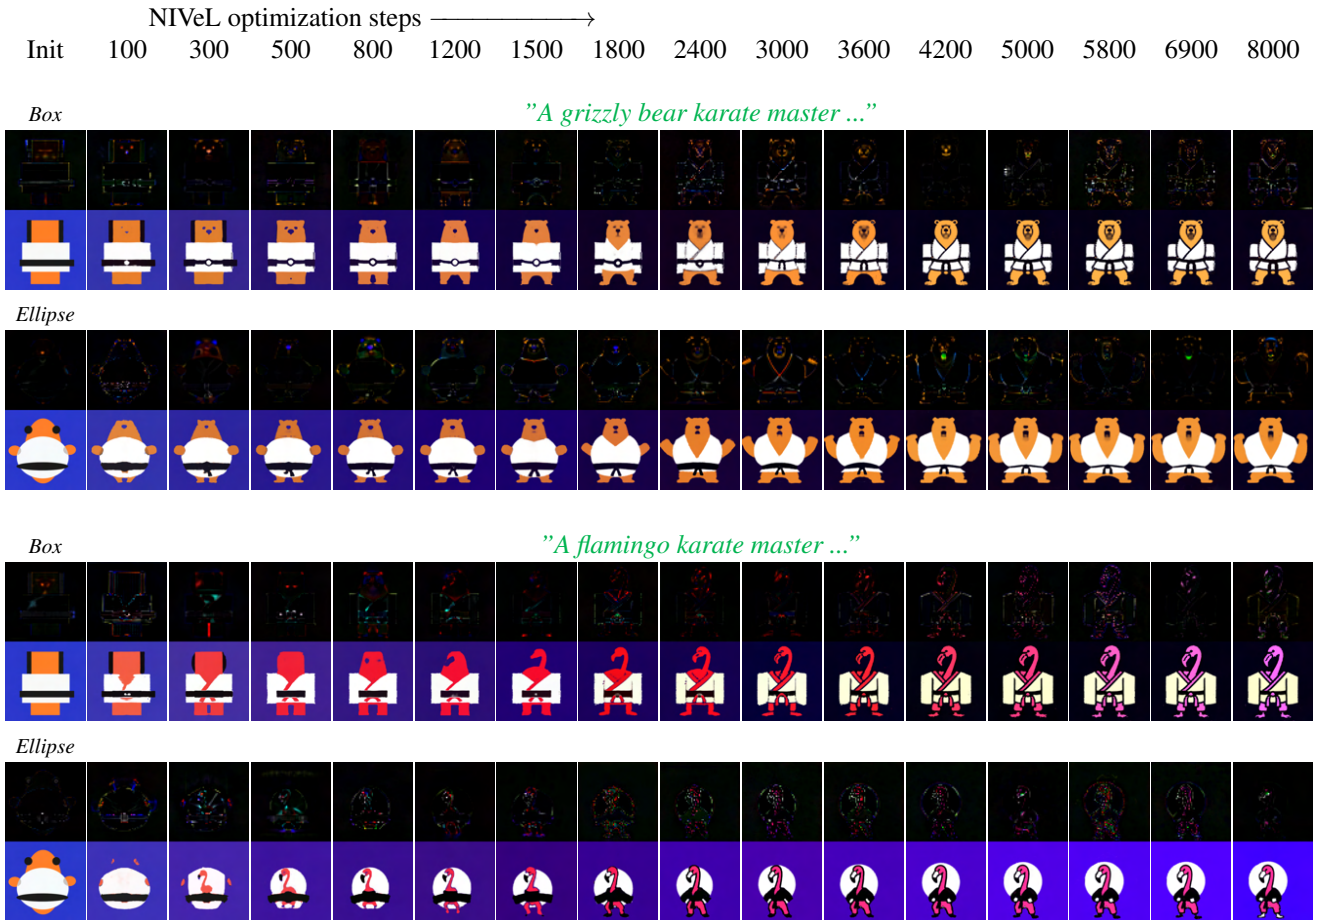 NIVeL optimization steps ⟶
Init 100 300 500 800 1200 1500 1800 2400 3000 3600 4200 5000 5800 6900 8000
Box ”A grizzly bear karate master ...”
Ellipse
Box ”A flamingo karate master ...”
Ellipse